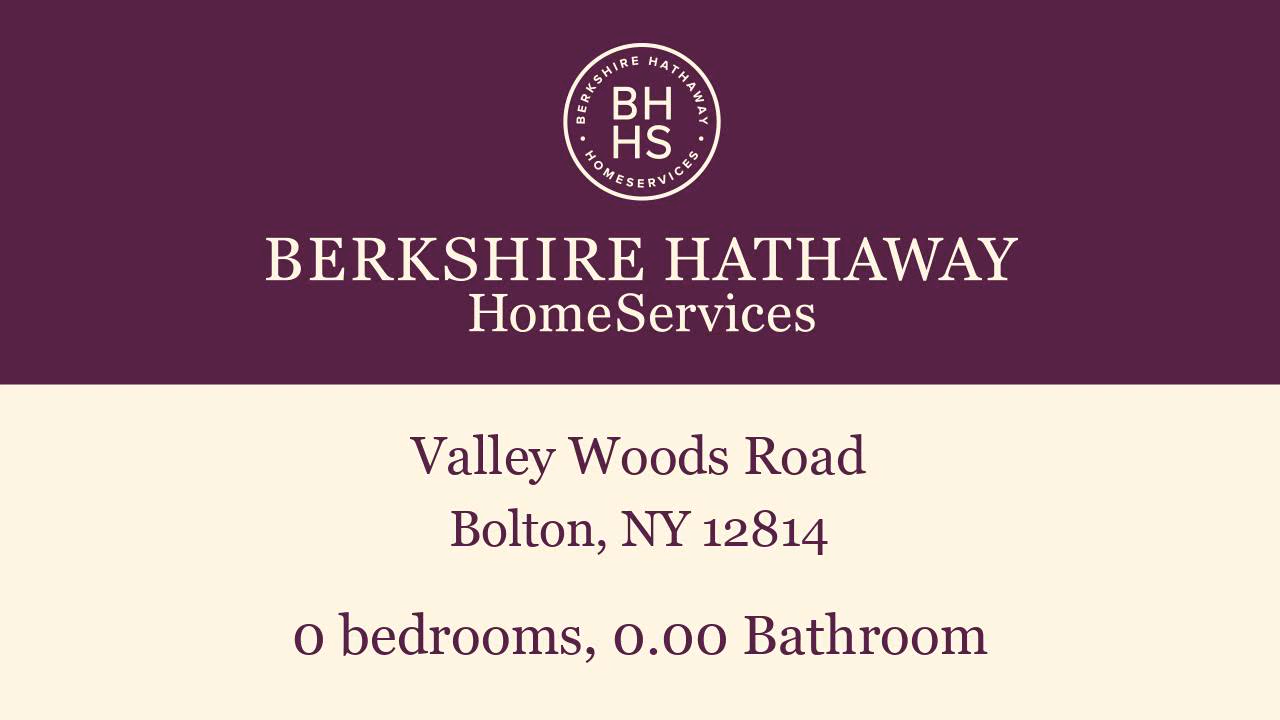 BERKSHIRE HATHAWAY
BH
HS
HOMESERVICES
BERKSHIRE HATHAWAY
HomeServices
Valley Woods Road
Bolton, NY 12814
0 bedrooms, 0.00 Bathroom